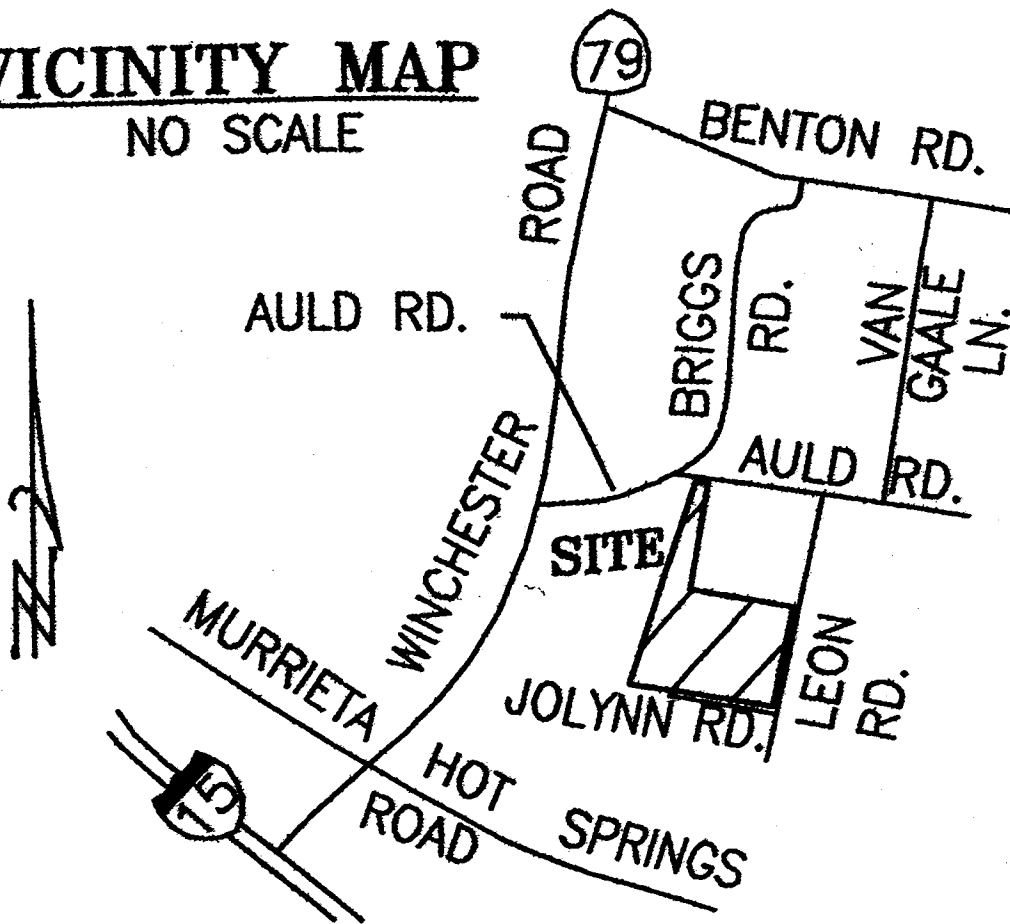 VICINITY MAP
NO SCALE
79
BENTON RD.
ROAD
BRIGGS
RD.
VAN
GAALE
LN.
AULD RD.
AULD RD.
WINCHESTER
SITE
MURRIETA
HOT SPRINGS
ROAD
JOLYNN RD.
LEON
RD.
15